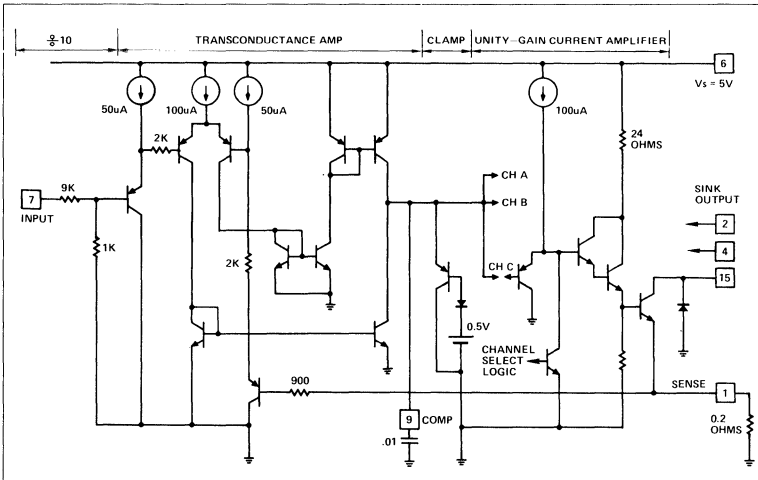 ÷ 10 TRANSCONDUCTANCE AMP CLAMP UNITY-GAIN CURRENT AMPLIFIER
6
Vs = 5V
50uA 100uA 50uA 100uA
24
OHMS
2K
CH A
CH B
SINK
OUTPUT
7 9K
INPUT
2
4
1K
2K
CH C
15
0.5V
CHANNEL
SELECT
LOGIC
900
SENSE 1
9 COMP
.01
0.2
OHMS